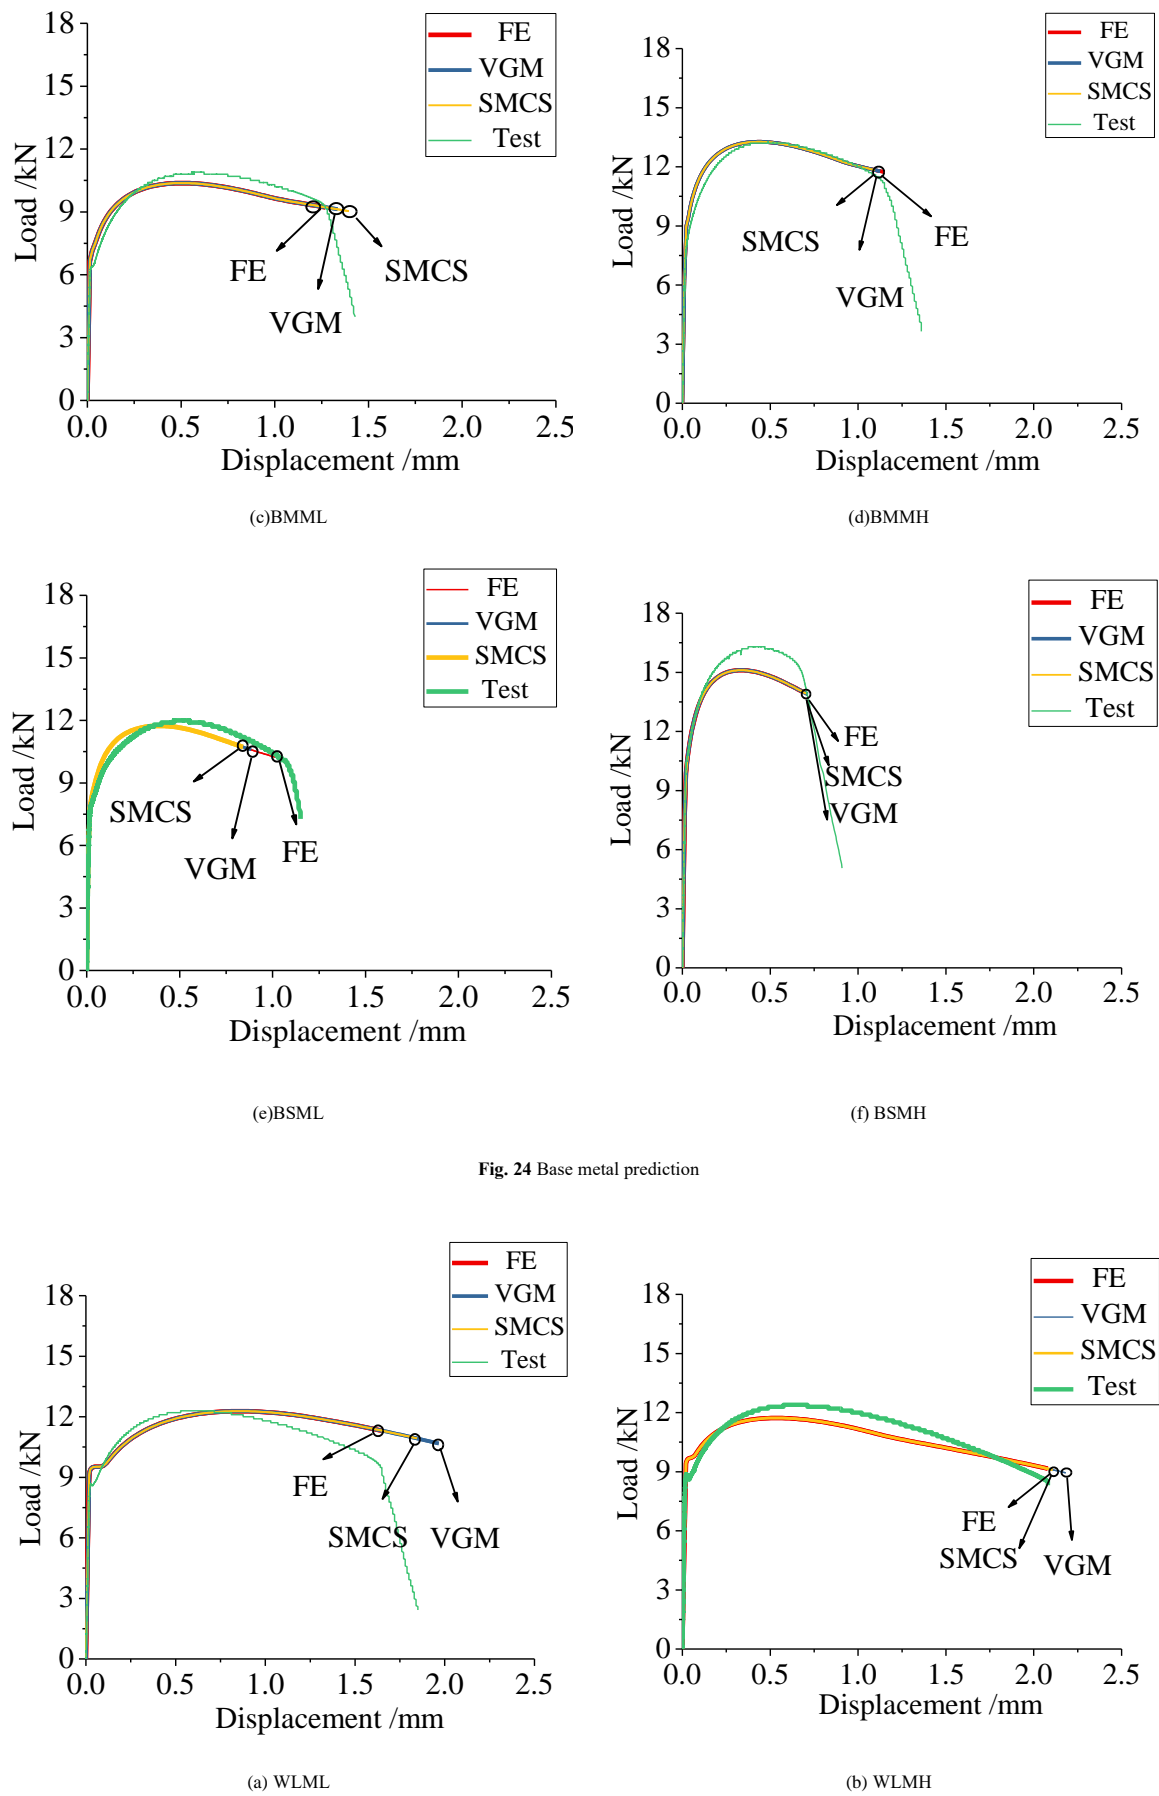 FE
VGM
SMCS
Test
18
15
12
9
6
3
0
Load /kN
FE
VGM
SMCS
0.0 0.5 1.0 1.5 2.0 2.5
Displacement /mm
(c)BMML
FE
VGM
SMCS
Test
18
15
12
9
6
3
0
Load /kN
SMCS
VGM
FE
0.0 0.5 1.0 1.5 2.0 2.5
Displacement /mm
(d)BMMH
FE
VGM
SMCS
Test
18
15
12
9
6
3
0
Load /kN
SMCS
VGM
FE
0.0 0.5 1.0 1.5 2.0 2.5
Displacement /mm
(e)BSML
FE
VGM
SMCS
Test
18
15
12
9
6
3
0
Load /kN
FE
SMCS
VGM
0.0 0.5 1.0 1.5 2.0 2.5
Displacement /mm
(f) BSMH
Fig. 24 Base metal prediction
FE
VGM
SMCS
Test
18
15
12
9
6
3
0
Load /kN
FE
SMCS
VGM
0.0 0.5 1.0 1.5 2.0 2.5
Displacement /mm
(a) WLML
FE
VGM
SMCS
Test
18
15
12
9
6
3
0
Load /kN
FE
SMCS
VGM
0.0 0.5 1.0 1.5 2.0 2.5
Displacement /mm
(b) WLMH